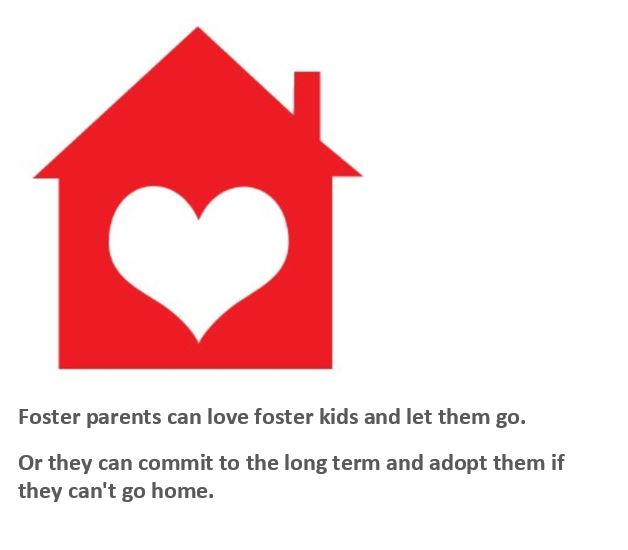 Foster parents can love foster kids and let them go.
Or they can commit to the long term and adopt them if
they can't go home.